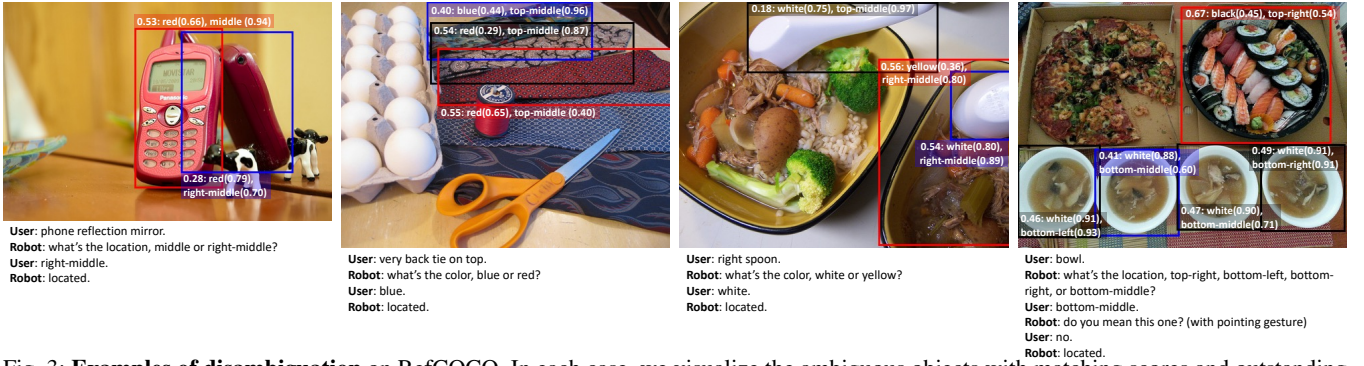 0.53: red(0.66), middle (0.94)
MOVISTAR
Panasonic
0.28: red(0.79),
right-middle(0.70)
User: phone reflection mirror.
Robot: what's the location, middle or right-middle?
User: right-middle.
Robot: located.
0.40: blue(0.44), top-middle(0.96)
0.54: red(0.29), top-middle (0.87)
0.55: red(0.65), top-middle (0.40)
User: very back tie on top.
Robot: what's the color, blue or red?
User: blue.
Robot: located.
0.18: white(0.75), top-middle(0.97)
0.56: yellow(0.36),
right-middle(0.80)
0.54: white(0.80),
right-middle(0.89)
User: right spoon.
Robot: what's the color, white or yellow?
User: white.
Robot: located.
0.67: black(0.45), top-right(0.54)
0.41: white(0.88),
bottom-middle(0.60)
0.49: white(0.91),
bottom-right(0.91)
0.46: white(0.91),
bottom-left(0.93)
0.47: white(0.90),
bottom-middle(0.71)
User: bowl.
Robot: what's the location, top-right, bottom-left, bottom-
right, or bottom-middle?
User: bottom-middle.
Robot: do you mean this one? (with pointing gesture)
User: no.
Robot: located.
Fig. 3: Examples of disambiguation on RefCOCO. In each case, we visualize the ambiguous objects with matching scores and outstanding